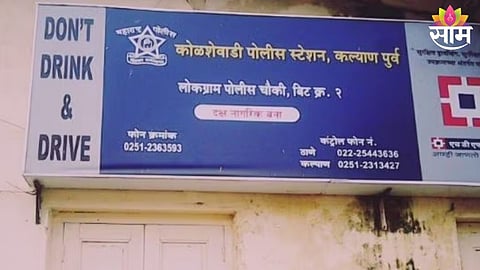 DON'T
DRINK
&
DRIVE
महाराष्ट्र पोलीस
कोळशेवाडी पोलीस स्टेशन, कल्याण पुर्व
लोकग्राम पोलीस चौकी, बिट क्र. २
दक्ष नागरिक बना
फोन क्रमांक
0251-2363593
कंट्रोल फोन नं.
ठाणे 022-25443636
कल्याण 0251-2313427
साम